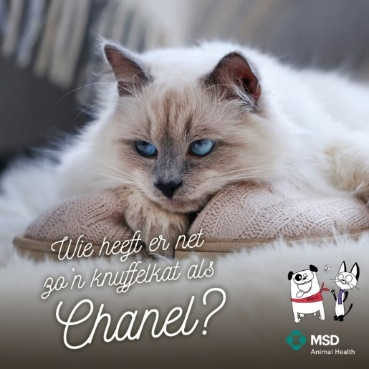 Wie heeft er net
zo'n knuffelkat als
Chanel?
MSD
Animal Health